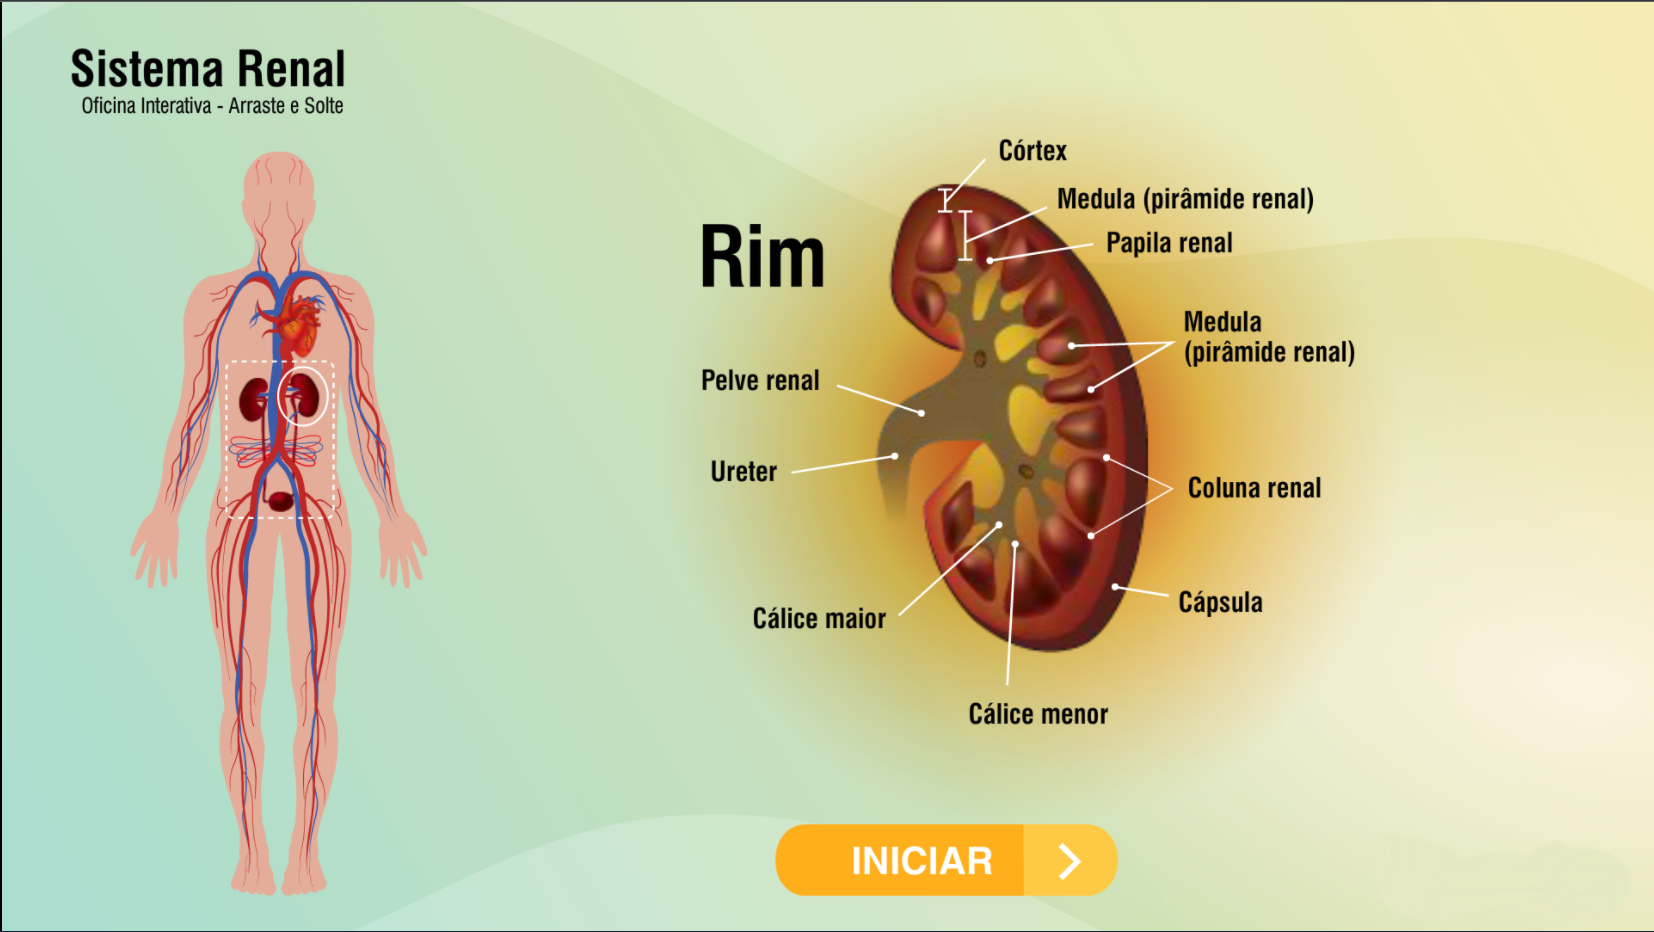 Sistema Renal
Oficina Interativa - Arraste e Solte
Rim
Córtex
Medula (pirâmide renal)
Papila renal
Medula
(pirâmide renal)
Pelve renal
Ureter
Coluna renal
Cápsula
Cálice maior
Cálice menor
INICIAR